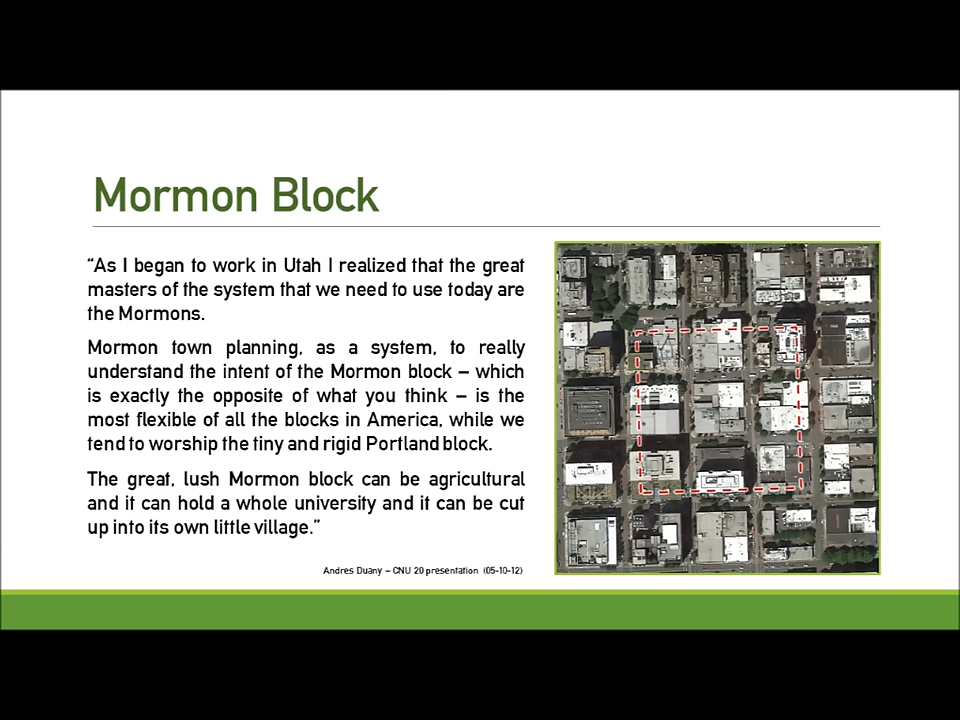 Mormon Block
“As I began to work in Utah I realized that the great
masters of the system that we need to use today are
the Mormons.
Mormon town planning, as a system, to really
understand the intent of the Mormon block – which
is exactly the opposite of what you think – is the
most flexible of all the blocks in America, while we
tend to worship the tiny and rigid Portland block.
The great, lush Mormon block can be agricultural
and it can hold a whole university and it can be cut
up into its own little village.”
Andres Duany – CNU 20 presentation (05-10-12)